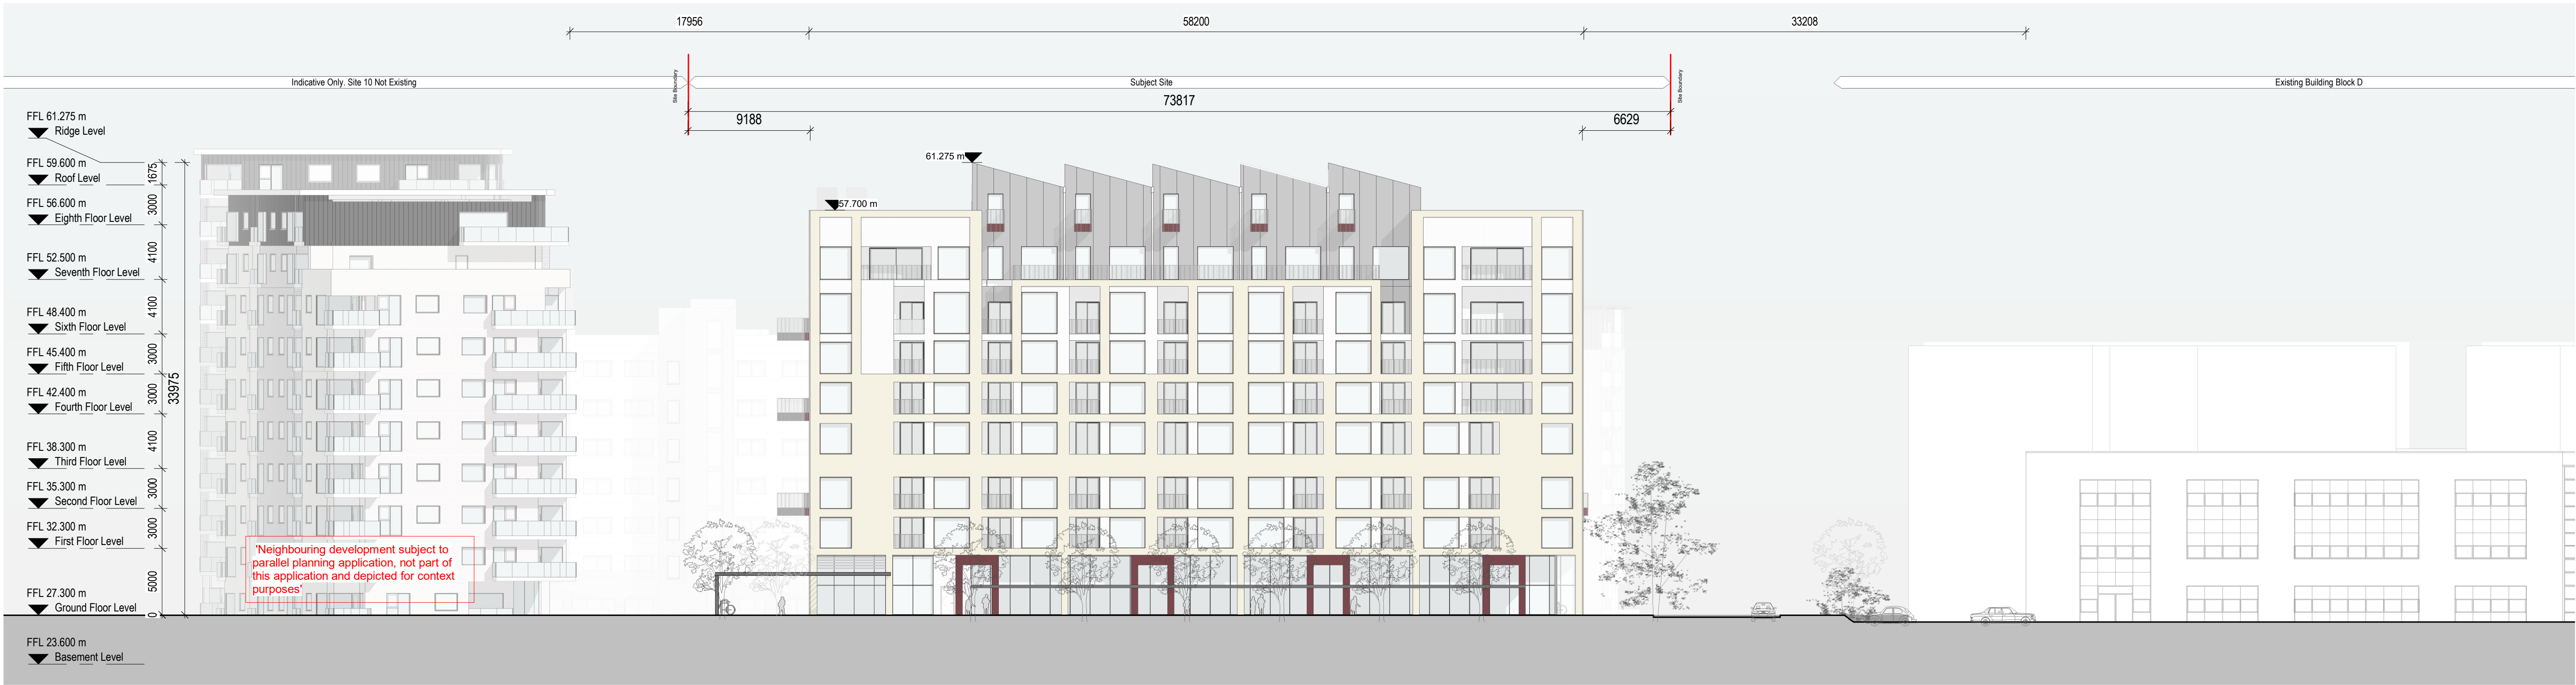 17956
58200
33208
Indicative Only. Site 10 Not Existing
Site Boundary
Subject Site
Site Boundary
Existing Building Block D
73817
9188
6629
FFL 61.275 m
Ridge Level
61.275 m
FFL 59.600 m
Roof Level
1675
FFL 56.600 m
Eighth Floor Level
3000
57.700 m
FFL 52.500 m
Seventh Floor Level
4100
FFL 48.400 m
Sixth Floor Level
4100
FFL 45.400 m
Fifth Floor Level
3000
33975
FFL 42.400 m
Fourth Floor Level
3000
FFL 38.300 m
Third Floor Level
4100
FFL 35.300 m
Second Floor Level
3000
FFL 32.300 m
First Floor Level
3000
'Neighbouring development subject to
parallel planning application, not part of
this application and depicted for context
purposes'
FFL 27.300 m
Ground Floor Level
5000
0
FFL 23.600 m
Basement Level